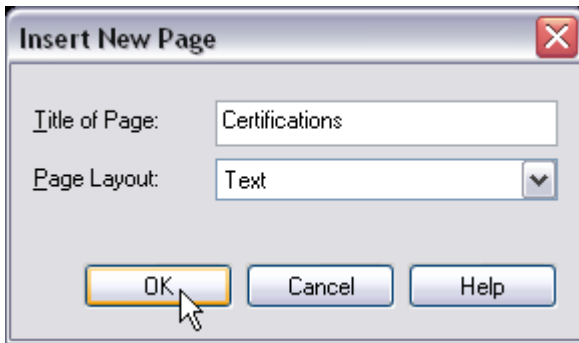 Insert New Page
Title of Page: Certifications
Page Layout: Text
OK Cancel Help